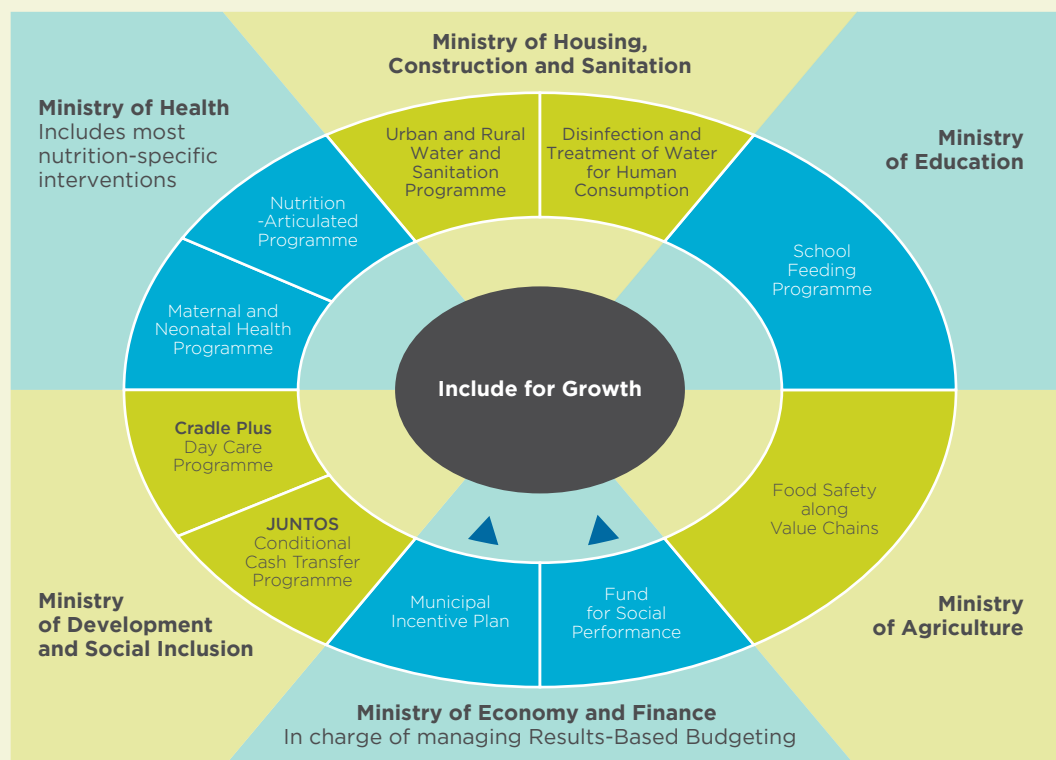 Ministry of Housing,
Construction and Sanitation
Ministry of Health
Includes most
nutrition-specific
interventions
Ministry
of Education
Urban and Rural
Water and
Sanitation
Programme
Disinfection and
Treatment of Water
for Human
Consumption
Nutrition
-Articulated
Programme
School
Feeding
Programme
Maternal and
Neonatal Health
Programme
Include for Growth
Cradle Plus
Day Care
Programme
JUNTOS
Conditional
Cash Transfer
Programme
Food Safety
along
Value Chains
Municipal
Incentive Plan
Fund
for Social
Performance
Ministry
of Development
and Social Inclusion
Ministry
of Agriculture
Ministry of Economy and Finance
In charge of managing Results-Based Budgeting